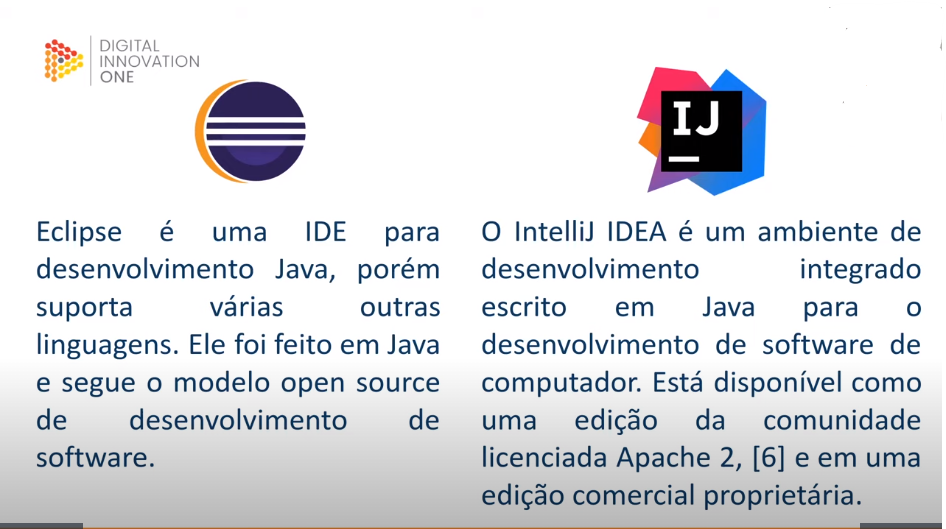 DIGITAL
INNOVATION
ONE
IJ
Eclipse é uma IDE para
desenvolvimento Java, porém
suporta várias outras
linguagens. Ele foi feito em Java
e segue o modelo open source
de desenvolvimento de
software.
O IntelliJ IDEA é um ambiente de
desenvolvimento integrado
escrito em Java para o
desenvolvimento de software de
computador. Está disponível como
uma edição da comunidade
licenciada Apache 2, [6] e em uma
edição comercial proprietária.